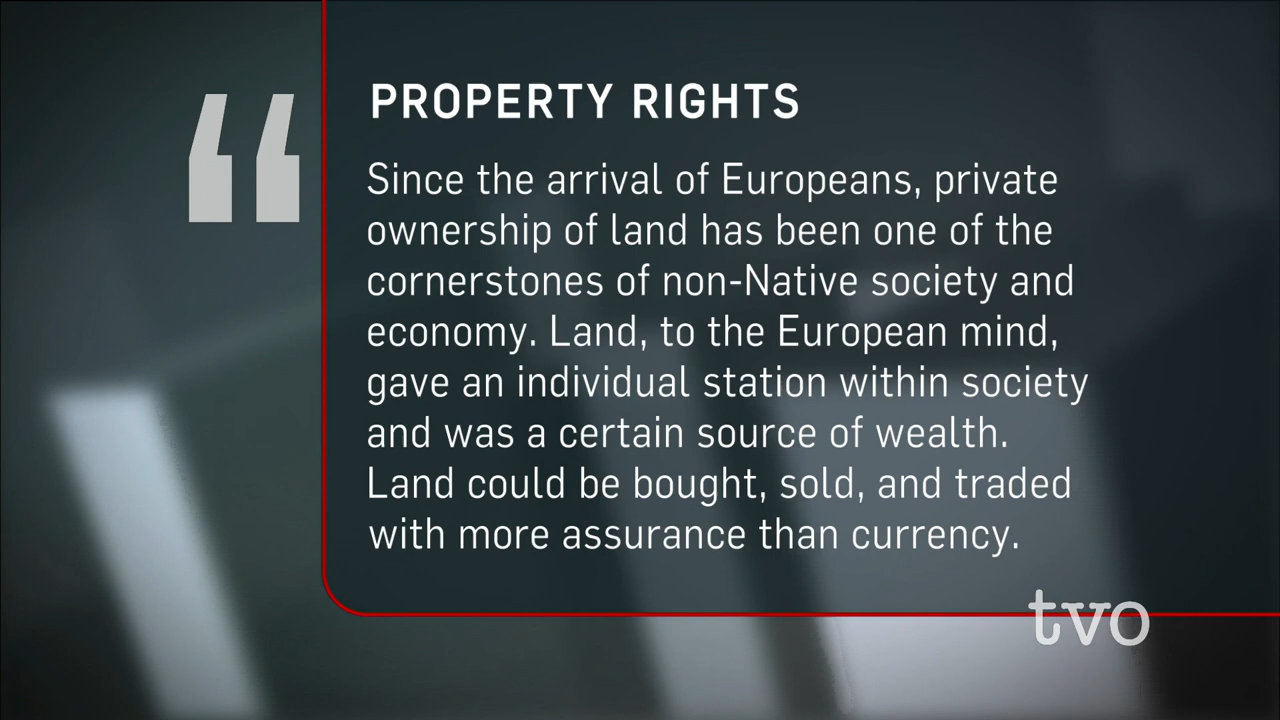 “
PROPERTY RIGHTS
Since the arrival of Europeans, private
ownership of land has been one of the
cornerstones of non-Native society and
economy. Land, to the European mind,
gave an individual station within society
and was a certain source of wealth.
Land could be bought, sold, and traded
with more assurance than currency.
tvo